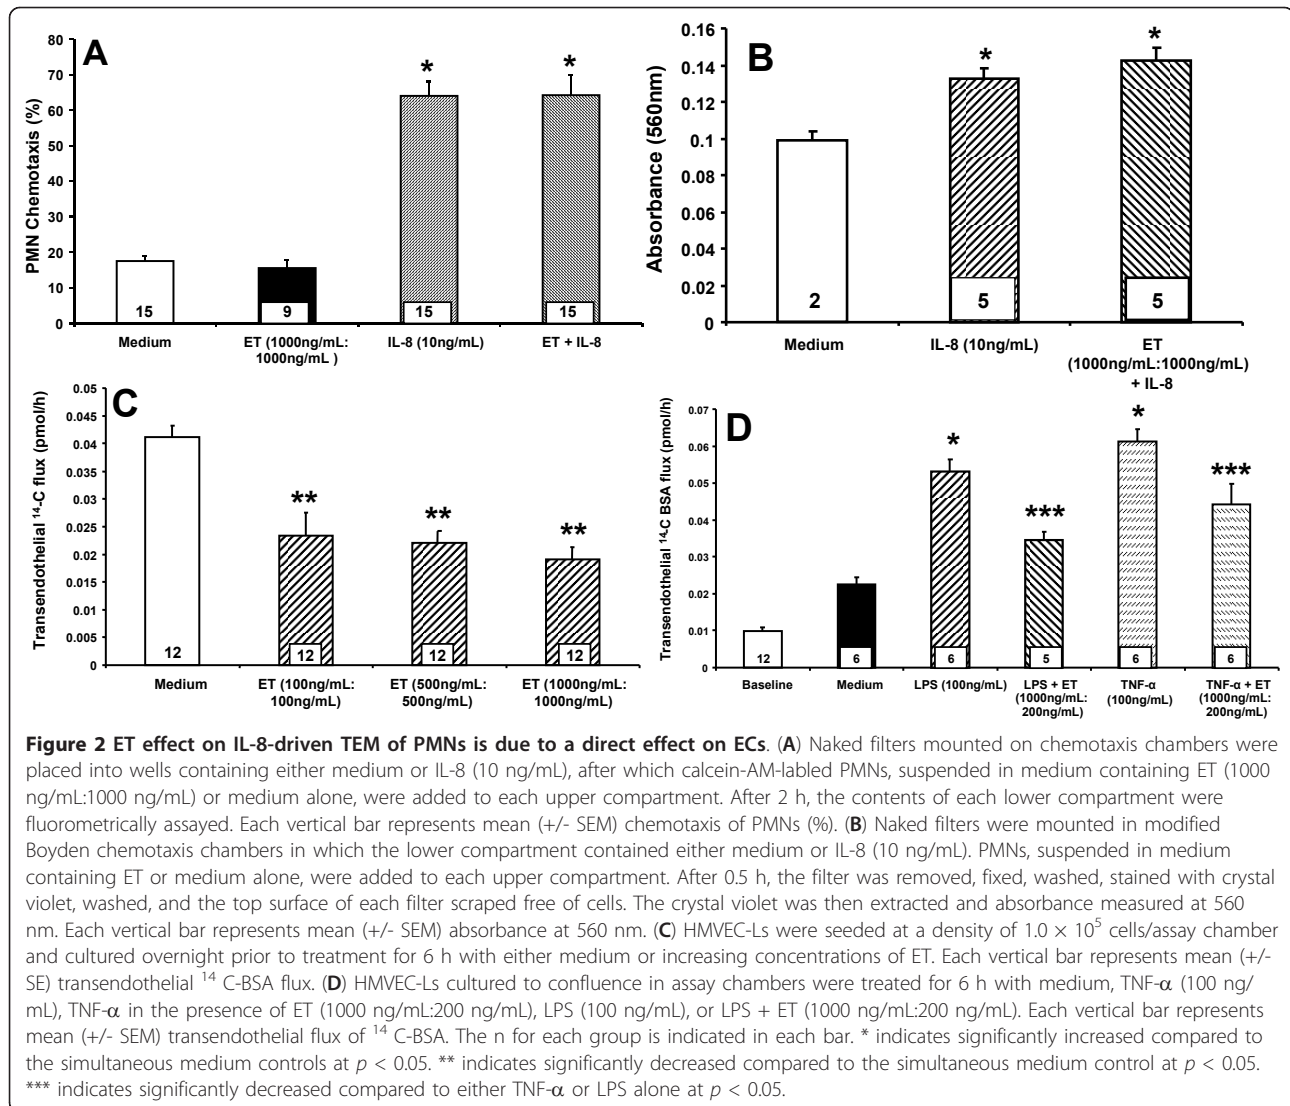 A
PMN Chemotaxis (%)
80
70
60
50
40
30
20
10
0
*
*
15
9
15
15
Medium
ET (1000ng/mL:
1000ng/mL )
IL-8 (10ng/mL)
ET + IL-8
B
Absorbance (560nm)
0.16
0.14
0.12
0.1
0.08
0.06
0.04
0.02
0
*
*
2
5
5
Medium
IL-8 (10ng/mL)
ET
(1000ng/mL:1000ng/mL)
+ IL-8
C
Transendothelial 14-C flux (pmol/h)
0.05
0.045
0.04
0.035
0.03
0.025
0.02
0.015
0.01
0.005
0
**
**
**
12
12
12
12
Medium
ET (100ng/mL:
100ng/mL)
ET (500ng/mL:
500ng/mL)
ET (1000ng/mL:
1000ng/mL)
D
Transendothelial 14-C BSA flux (pmol/h)
0.07
0.06
0.05
0.04
0.03
0.02
0.01
0
*
***
*
***
12
6
6
5
6
6
Baseline
Medium
LPS (100ng/mL)
LPS + ET
(1000ng/mL:
200ng/mL)
TNF-α
(100ng/mL)
TNF-α + ET
(1000ng/mL:
200ng/mL)
Figure 2 ET effect on IL-8-driven TEM of PMNs is due to a direct effect on ECs. (A) Naked filters mounted on chemotaxis chambers were
placed into wells containing either medium or IL-8 (10 ng/mL), after which calcein-AM-labled PMNs, suspended in medium containing ET (1000
ng/mL:1000 ng/mL) or medium alone, were added to each upper compartment. After 2 h, the contents of each lower compartment were
fluorometrically assayed. Each vertical bar represents mean (+/- SEM) chemotaxis of PMNs (%). (B) Naked filters were mounted in modified
Boyden chemotaxis chambers in which the lower compartment contained either medium or IL-8 (10 ng/mL). PMNs, suspended in medium
containing ET or medium alone, were added to each upper compartment. After 0.5 h, the filter was removed, fixed, washed, stained with crystal
violet, washed, and the top surface of each filter scraped free of cells. The crystal violet was then extracted and absorbance measured at 560
nm. Each vertical bar represents mean (+/- SEM) absorbance at 560 nm. (C) HMVEC-Ls were seeded at a density of 1.0 × 10^5 cells/assay chamber
and cultured overnight prior to treatment for 6 h with either medium or increasing concentrations of ET. Each vertical bar represents mean (+/-
SE) transendothelial 14 C-BSA flux. (D) HMVEC-Ls cultured to confluence in assay chambers were treated for 6 h with medium, TNF-α (100 ng/
mL), TNF-α in the presence of ET (1000 ng/mL:200 ng/mL), LPS (100 ng/mL), or LPS + ET (1000 ng/mL:200 ng/mL). Each vertical bar represents
mean (+/- SEM) transendothelial flux of 14 C-BSA. The n for each group is indicated in each bar. * indicates significantly increased compared to
the simultaneous medium controls at p < 0.05. ** indicates significantly decreased compared to the simultaneous medium control at p < 0.05.
*** indicates significantly decreased compared to either TNF-α or LPS alone at p < 0.05.